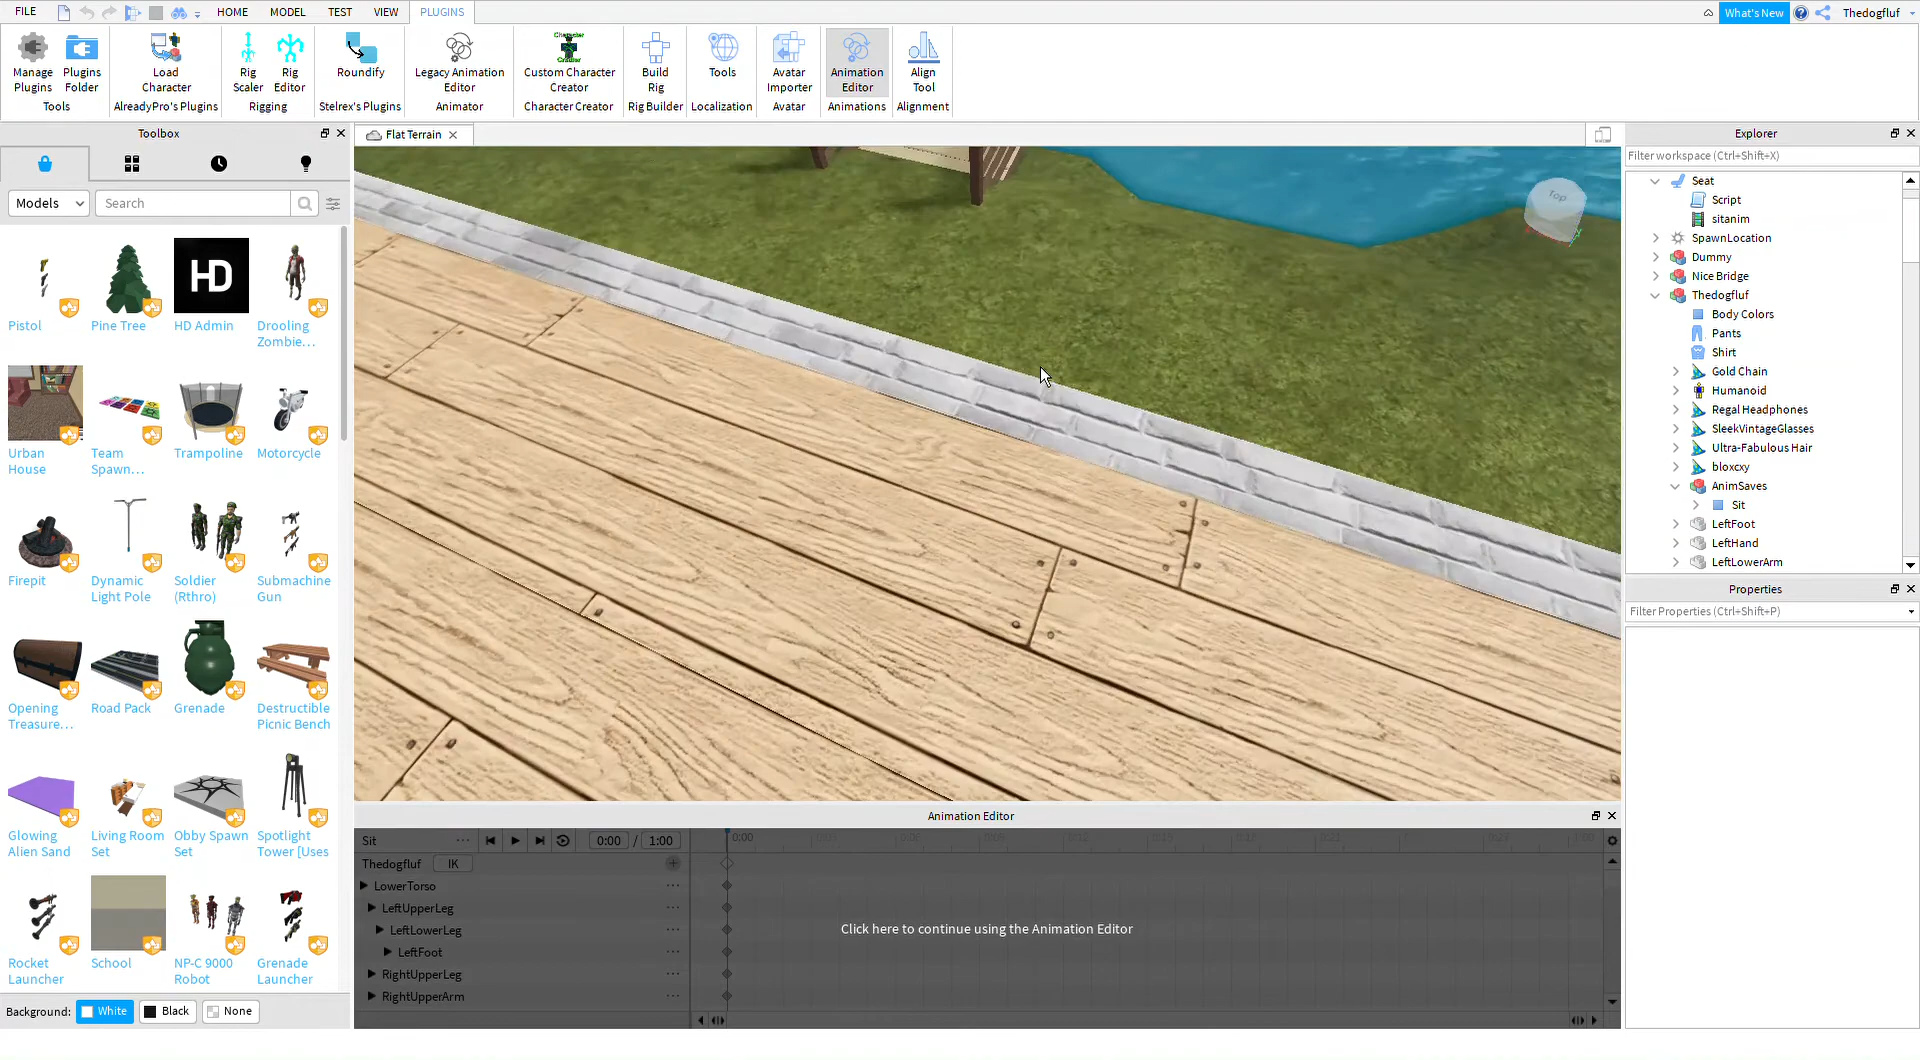 FILE HOME MODEL TEST VIEW PLUGINS What's New Thedogfluf
Manage Plugins
Plugins Folder
Tools
Load Character
AlreadyPro's Plugins
Rig Scaler
Rig Editor
Rigging
Roundify
Stelrex's Plugins
Legacy Animation Editor
Animator
Character Creator
Custom Character Creator
Character Creator
Build Rig
Rig Builder
Tools
Localization
Avatar Importer
Avatar
Animation Editor
Animations
Align Tool
Alignment
Toolbox
Models Search
HD
Pistol
Pine Tree
HD Admin
Drooling Zombie...
Urban House
Team Spawn...
Trampoline
Motorcycle
Firepit
Dynamic Light Pole
Soldier (Rthro)
Submachine Gun
Opening Treasure...
Road Pack
Grenade
Destructible Picnic Bench
Glowing Alien Sand
Living Room Set
Obby Spawn Set
Spotlight Tower [Uses
Rocket Launcher
School
NP-C 9000 Robot
Grenade Launcher
Background: White Black None
Flat Terrain
Top
Animation Editor
Sit ... 0:00 / 1:00
0:00
Thedogfluf IK
LowerTorso
LeftUpperLeg
LeftLowerLeg
LeftFoot
RightUpperLeg
RightUpperArm
Click here to continue using the Animation Editor
Explorer
Filter workspace (Ctrl+Shift+X)
Seat
Script
sitanim
SpawnLocation
Dummy
Nice Bridge
Thedogfluf
Body Colors
Pants
Shirt
Gold Chain
Humanoid
Regal Headphones
SleekVintageGlasses
Ultra-Fabulous Hair
bloxcxy
AnimSaves
Sit
LeftFoot
LeftHand
LeftLowerArm
Properties
Filter Properties (Ctrl+Shift+P)